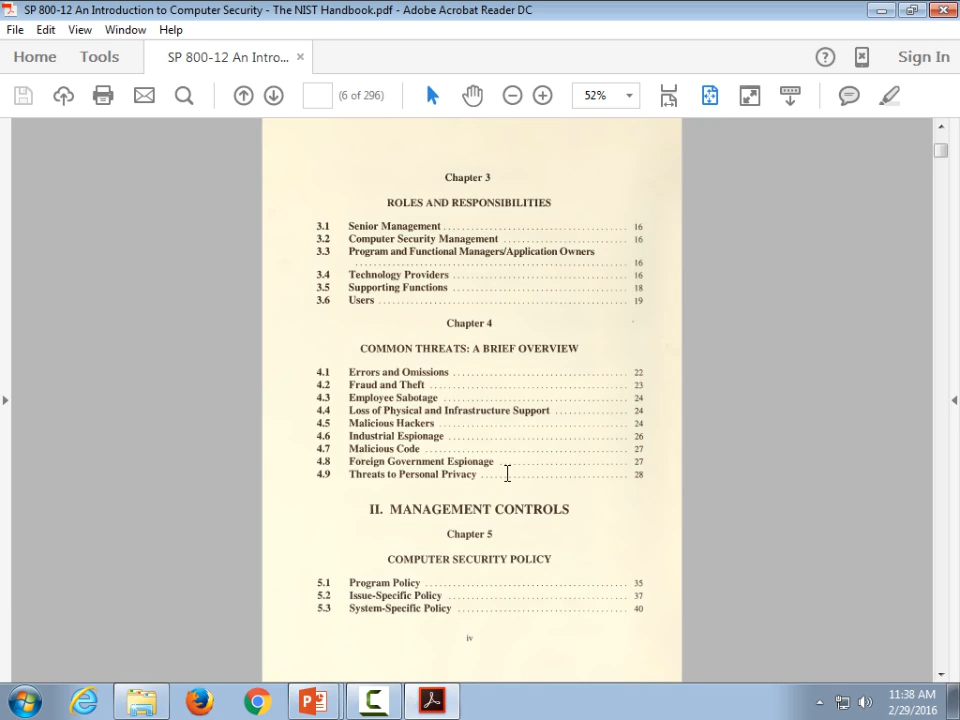 SP 800-12 An Introduction to Computer Security - The NIST Handbook.pdf - Adobe Acrobat Reader DC
File Edit View Window Help
Home Tools SP 800-12 An Intro... × Sign In
(6 of 296) 52%
Chapter 3
ROLES AND RESPONSIBILITIES
3.1 Senior Management 16
3.2 Computer Security Management 16
3.3 Program and Functional Managers/Application Owners
16
3.4 Technology Providers 16
3.5 Supporting Functions 18
3.6 Users 19
Chapter 4
COMMON THREATS: A BRIEF OVERVIEW
4.1 Errors and Omissions 22
4.2 Fraud and Theft 23
4.3 Employee Sabotage 24
4.4 Loss of Physical and Infrastructure Support 24
4.5 Malicious Hackers 24
4.6 Industrial Espionage 26
4.7 Malicious Code 27
4.8 Foreign Government Espionage 27
4.9 Threats to Personal Privacy 28
II. MANAGEMENT CONTROLS
Chapter 5
COMPUTER SECURITY POLICY
5.1 Program Policy 35
5.2 Issue-Specific Policy 37
5.3 System-Specific Policy 40
iv
11:38 AM
2/29/2016